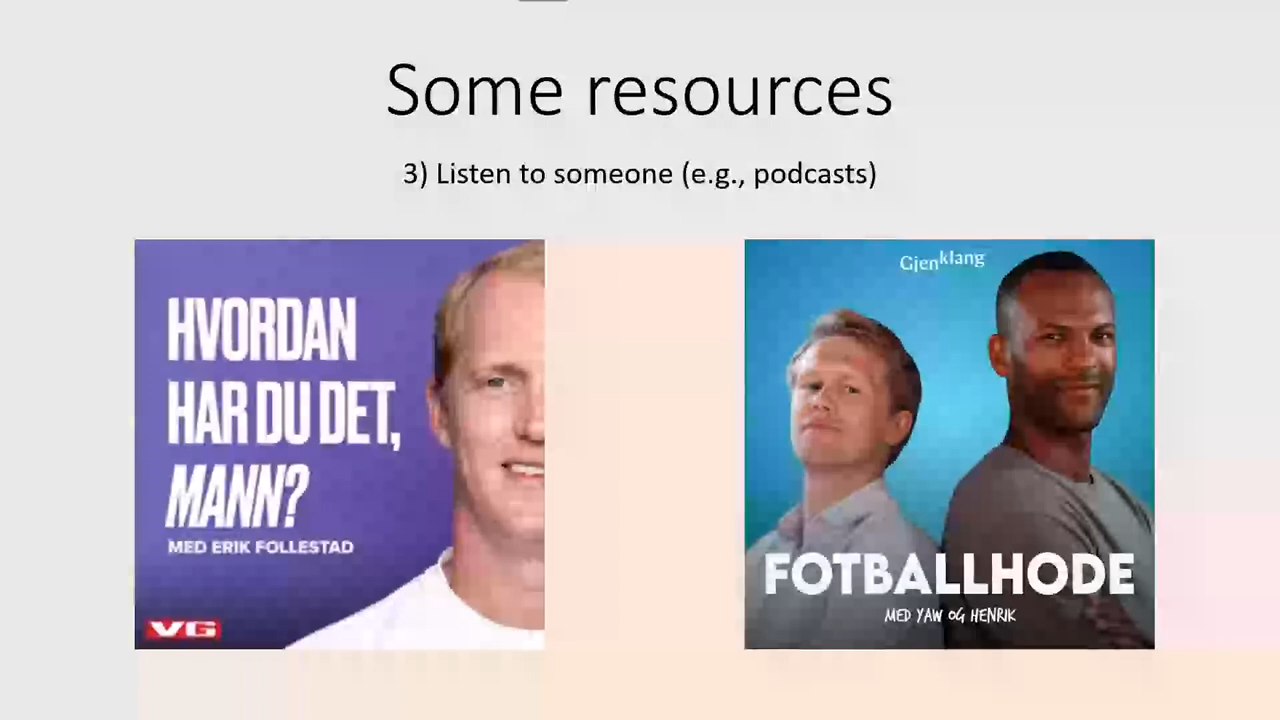 Some resources
3) Listen to someone (e.g., podcasts)
HVORDAN
HAR DU DET,
MANN?
MED ERIK FOLLESTAD
VG
Gjenklang
FOTBALLHODE
MED YAW OG HENRIK